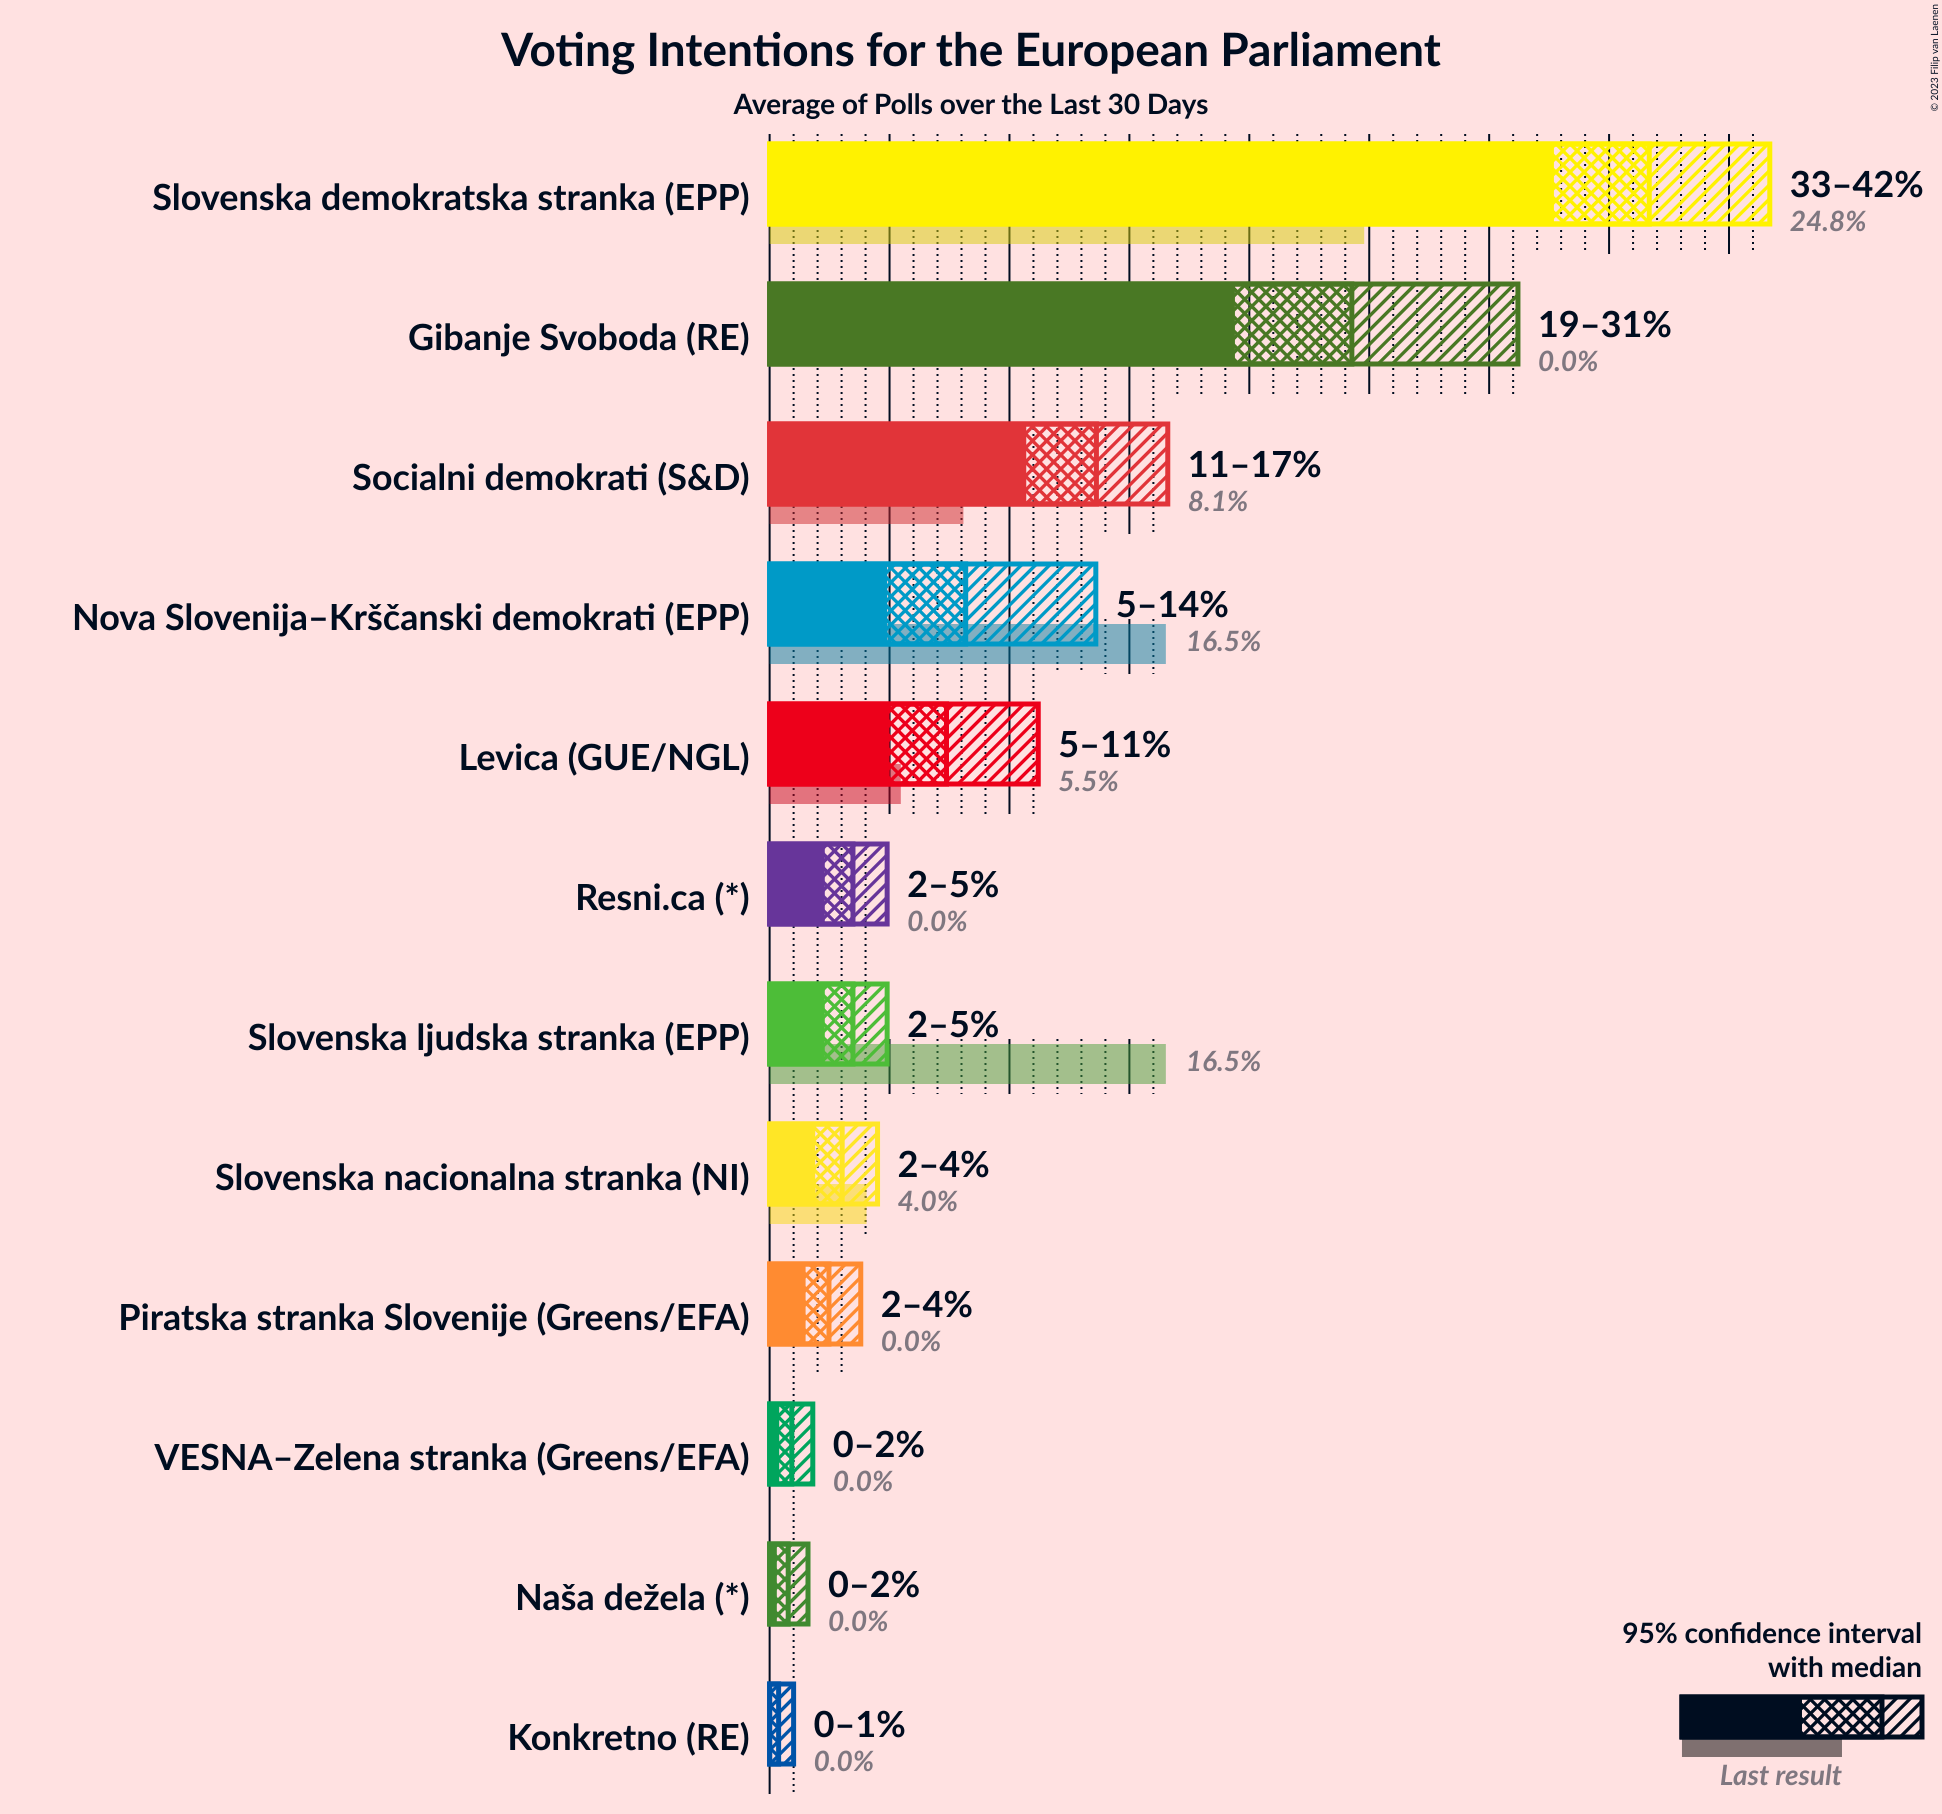 © 2023 Filip van Laenen
Voting Intentions for the European Parliament
Average of Polls over the Last 30 Days
Slovenska demokratska stranka (EPP)
33–42%
24.8%
Gibanje Svoboda (RE)
19–31%
0.0%
Socialni demokrati (S&D)
11–17%
8.1%
Nova Slovenija–Krščanski demokrati (EPP)
5–14%
16.5%
Levica (GUE/NGL)
5–11%
5.5%
Resni.ca (*)
2–5%
0.0%
Slovenska ljudska stranka (EPP)
2–5%
16.5%
Slovenska nacionalna stranka (NI)
2–4%
4.0%
Piratska stranka Slovenije (Greens/EFA)
2–4%
0.0%
VESNA–Zelena stranka (Greens/EFA)
0–2%
0.0%
Naša dežela (*)
0–2%
0.0%
Konkretno (RE)
0–1%
0.0%
95% confidence interval
with median
Last result